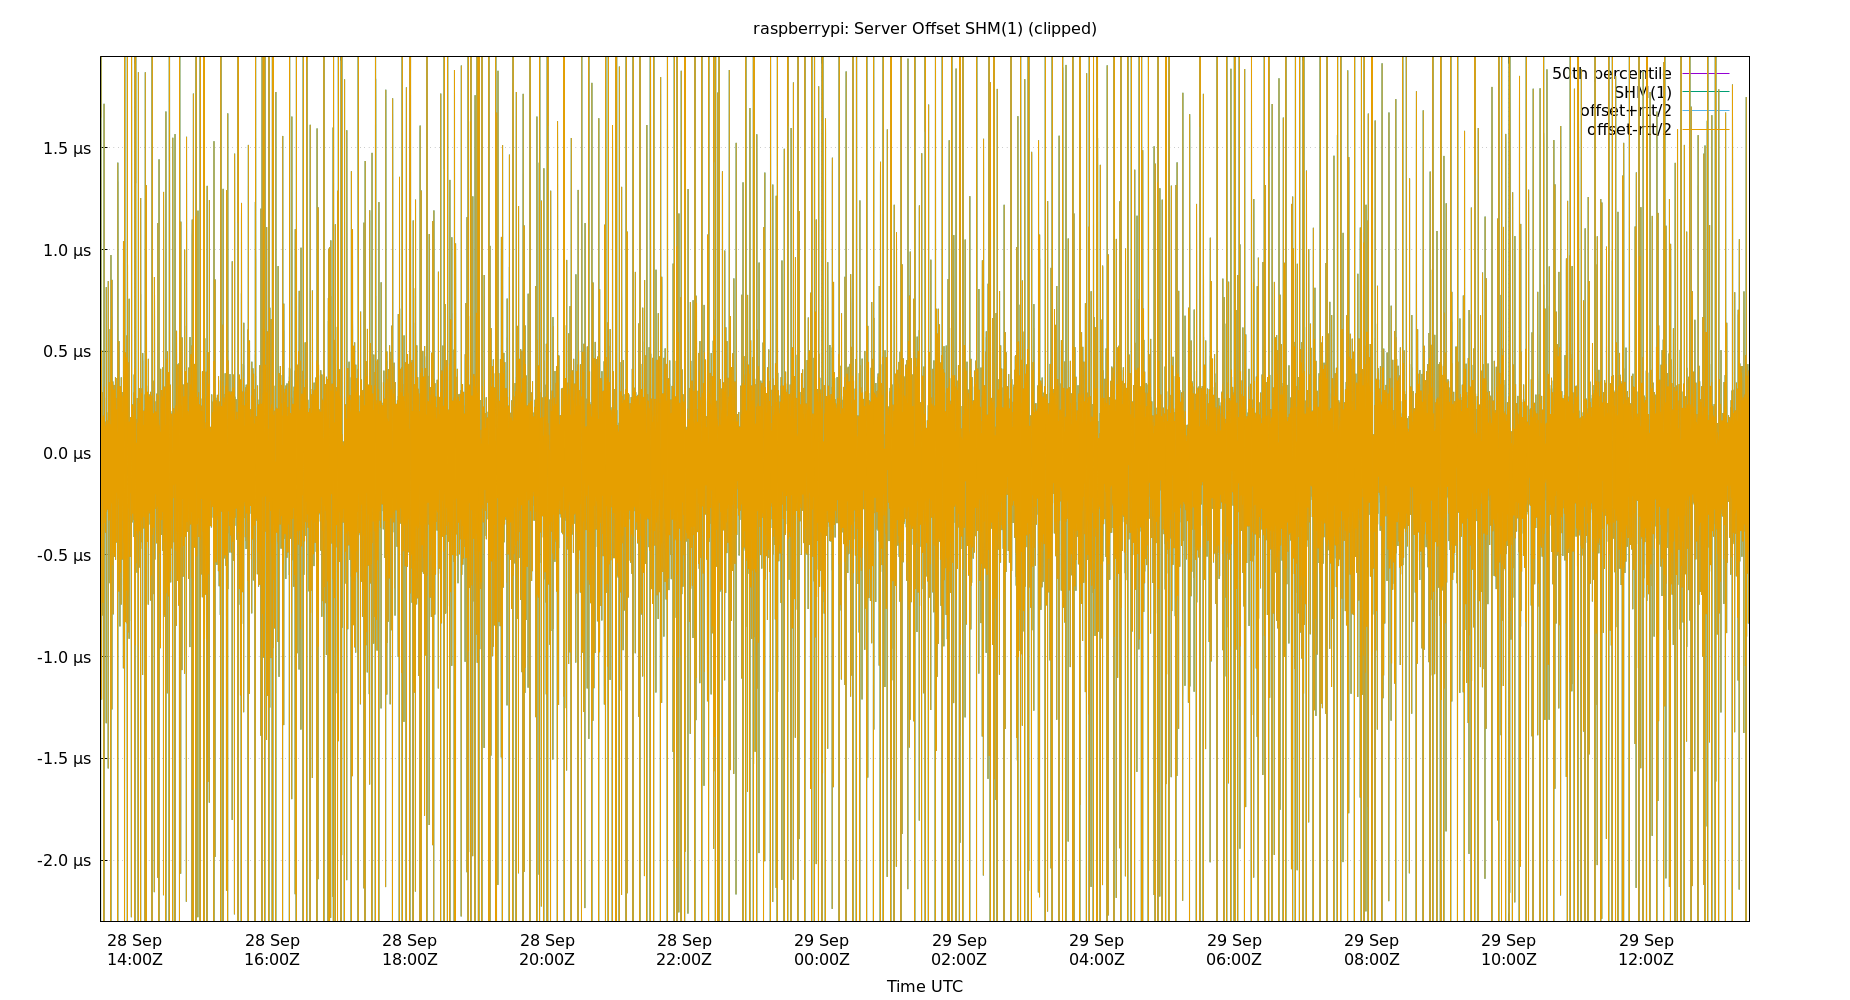 raspberrypi: Server Offset SHM(1) (clipped)
50th percentile
SHM(1)
offset+rtt/2
offset-rtt/2
1.5 µs
1.0 µs
0.5 µs
0.0 µs
-0.5 µs
-1.0 µs
-1.5 µs
-2.0 µs
28 Sep 28 Sep 28 Sep 28 Sep 28 Sep 29 Sep 29 Sep 29 Sep 29 Sep 29 Sep 29 Sep 29 Sep
14:00Z 16:00Z 18:00Z 20:00Z 22:00Z 00:00Z 02:00Z 04:00Z 06:00Z 08:00Z 10:00Z 12:00Z
Time UTC